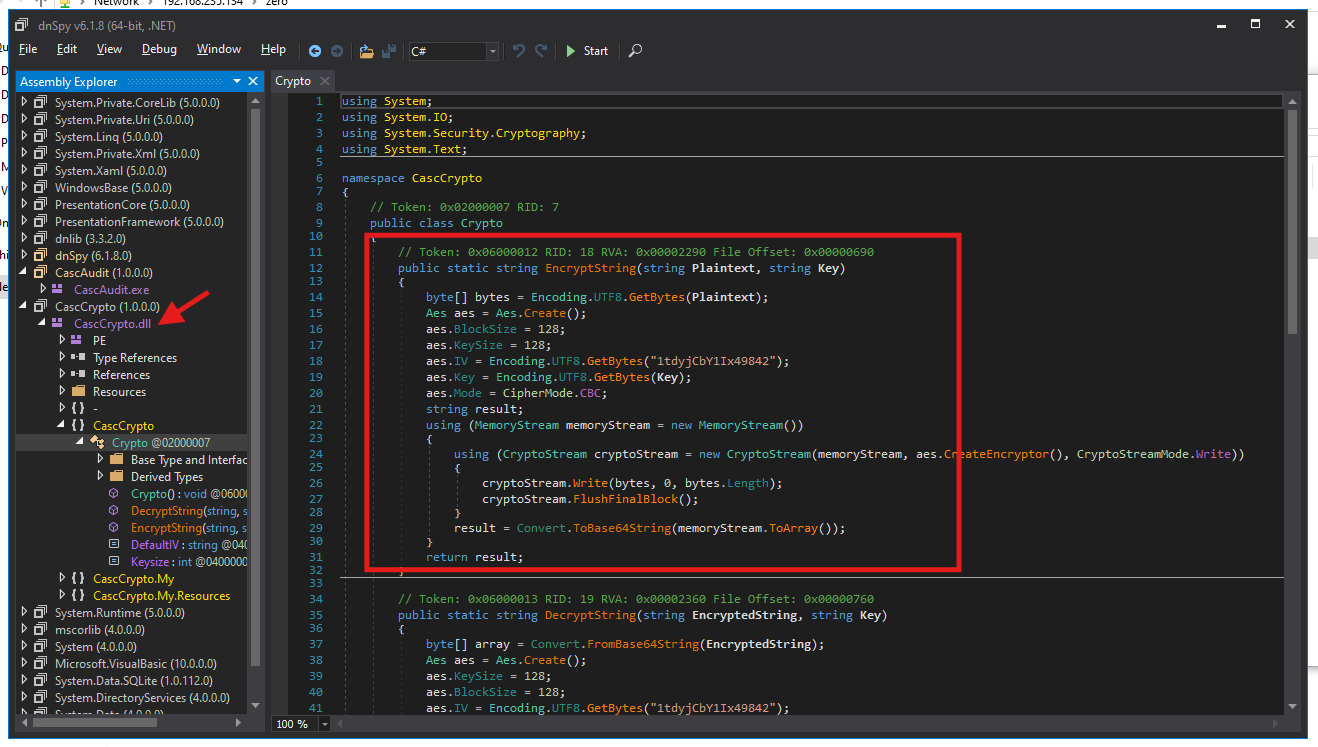 Network
192.168.235.134
zero
dnSpy v6.1.8 (64-bit, .NET)
File Edit View Debug Window Help C# Start
Assembly Explorer
System.Private.CoreLib (5.0.0.0)
System.Private.Uri (5.0.0.0)
System.Linq (5.0.0.0)
System.Private.Xml (5.0.0.0)
System.Xaml (5.0.0.0)
WindowsBase (5.0.0.0)
PresentationCore (5.0.0.0)
PresentationFramework (5.0.0.0)
dnlib (3.3.2.0)
dnSpy (6.1.8.0)
CascAudit (1.0.0.0)
CascAudit.exe
CascCrypto (1.0.0.0)
CascCrypto.dll
PE
Type References
References
Resources
{ } -
{ } CascCrypto
Crypto @02000007
Base Type and Interfac
Derived Types
Crypto() : void @0600
DecryptString(string, s
EncryptString(string, s
DefaultIV : string @040
Keysize : int @0400000
{ } CascCrypto.My
{ } CascCrypto.My.Resources
System.Runtime (5.0.0.0)
mscorlib (4.0.0.0)
System (4.0.0.0)
Microsoft.VisualBasic (10.0.0.0)
System.Data.SQLite (1.0.112.0)
System.DirectoryServices (4.0.0.0)
System.Data (4.0.0.0)
Crypto
1 using System;
2 using System.IO;
3 using System.Security.Cryptography;
4 using System.Text;
5
6 namespace CascCrypto
7 {
8 // Token: 0x02000007 RID: 7
9 public class Crypto
10 {
11 // Token: 0x06000012 RID: 18 RVA: 0x00002290 File Offset: 0x00000690
12 public static string EncryptString(string Plaintext, string Key)
13 {
14 byte[] bytes = Encoding.UTF8.GetBytes(Plaintext);
15 Aes aes = Aes.Create();
16 aes.BlockSize = 128;
17 aes.KeySize = 128;
18 aes.IV = Encoding.UTF8.GetBytes("1tdyjCbY1Ix49842");
19 aes.Key = Encoding.UTF8.GetBytes(Key);
20 aes.Mode = CipherMode.CBC;
21 string result;
22 using (MemoryStream memoryStream = new MemoryStream())
23 {
24 using (CryptoStream cryptoStream = new CryptoStream(memoryStream, aes.CreateEncryptor(), CryptoStreamMode.Write))
25 {
26 cryptoStream.Write(bytes, 0, bytes.Length);
27 cryptoStream.FlushFinalBlock();
28 }
29 result = Convert.ToBase64String(memoryStream.ToArray());
30 }
31 return result;
32 }
33
34 // Token: 0x06000013 RID: 19 RVA: 0x00002360 File Offset: 0x00000760
35 public static string DecryptString(string EncryptedString, string Key)
36 {
37 byte[] array = Convert.FromBase64String(EncryptedString);
38 Aes aes = Aes.Create();
39 aes.KeySize = 128;
40 aes.BlockSize = 128;
41 aes.IV = Encoding.UTF8.GetBytes("1tdyjCbY1Ix49842");
100 %